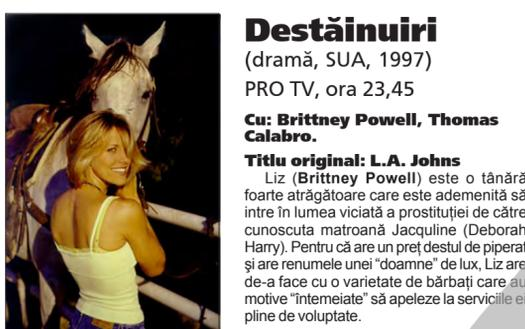 Destăinuiri
(dramă, SUA, 1997)
PRO TV, ora 23,45
Cu: Brittney Powell, Thomas
Calabro.
Titlu original: L.A. Johns
Liz (Brittney Powell) este o tânără
foarte atrăgătoare care este ademenită să
intre în lumea viciată a prostituției de către
cunoscuta matroană Jacquline (Deborah
Harry). Pentru că are un preț destul de piperat
și are renumele unei “doamne” de lux, Liz are
de-a face cu o varietate de bărbați care au
motive “întemeiate” să apeleze la serviciile ei
pline de voluptate.